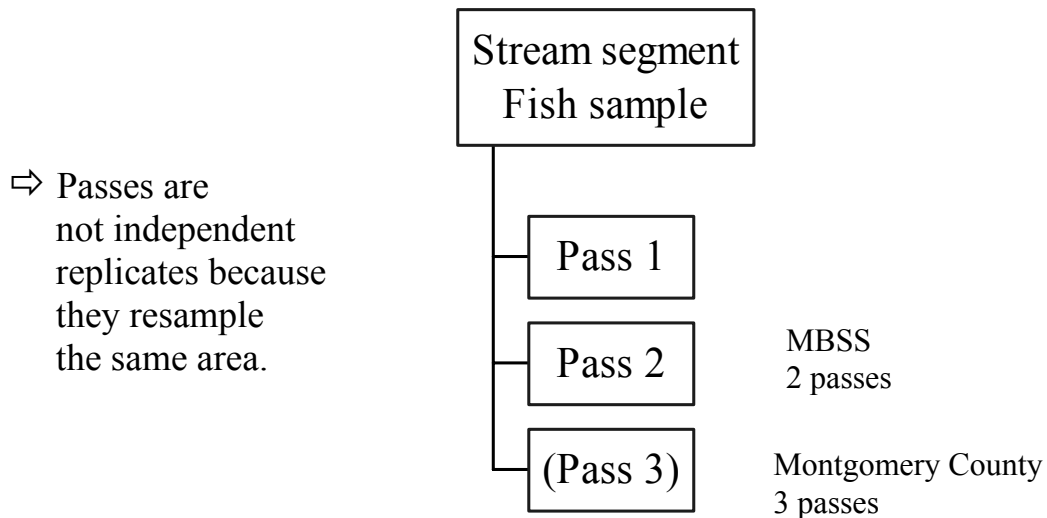 Stream segment
Fish sample
⇨ Passes are
not independent
replicates because
they resample
the same area.
Pass 1
Pass 2
MBSS
2 passes
(Pass 3)
Montgomery County
3 passes